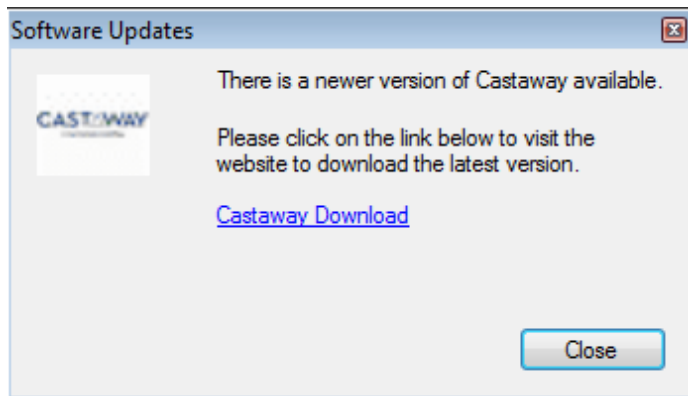 Software Updates
There is a newer version of Castaway available.
CASTAWAY
Please click on the link below to visit the
website to download the latest version.
Castaway Download
Close